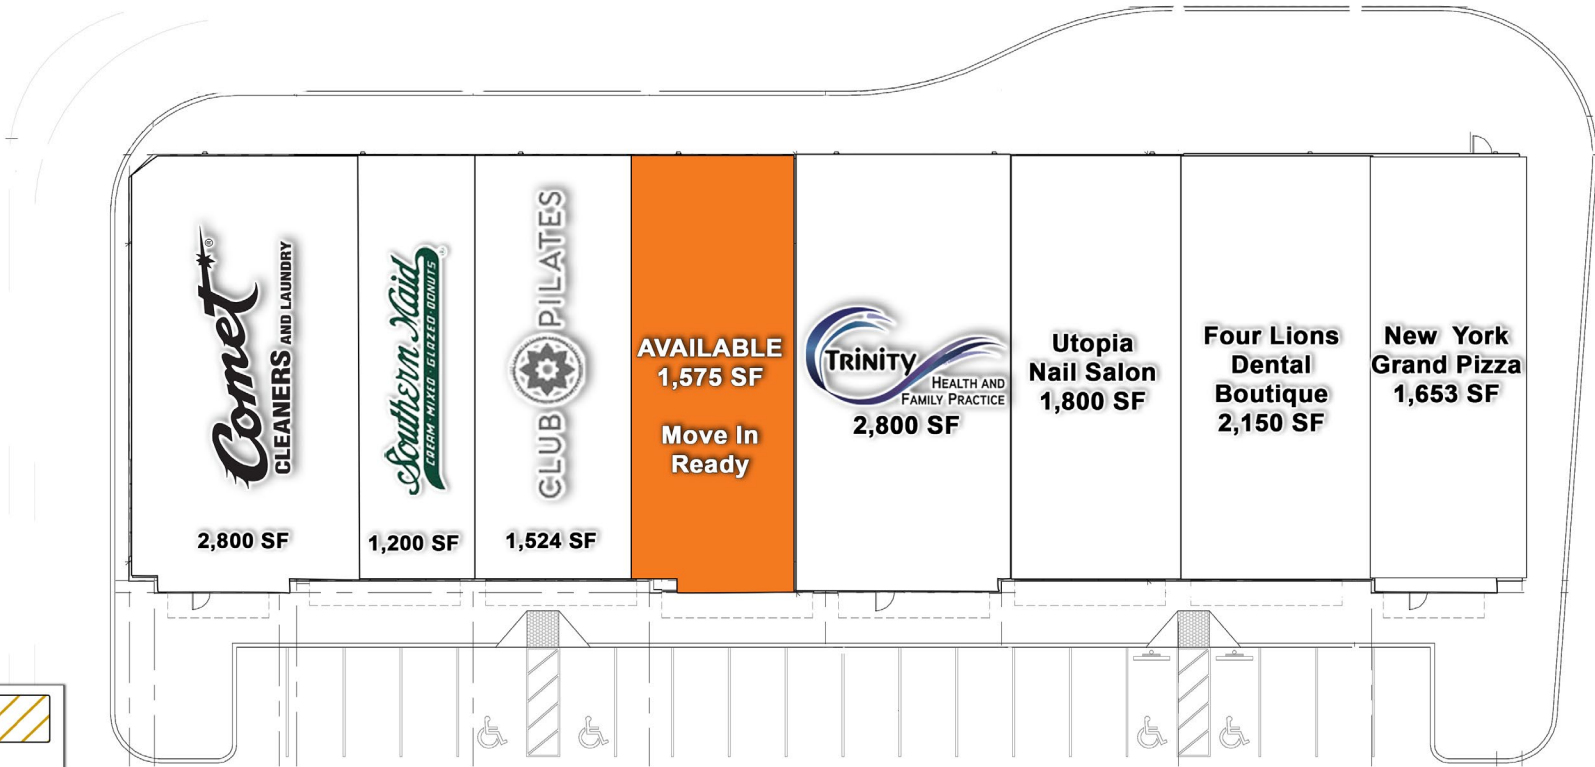 Comet®
CLEANERS AND LAUNDRY
2,800 SF
Southern Maid®
CREAM·MIXED·GLAZED·DONUTS
1,200 SF
CLUB PILATES
1,524 SF
AVAILABLE
1,575 SF
Move In
Ready
TRINITY
HEALTH AND
FAMILY PRACTICE
2,800 SF
Utopia
Nail Salon
1,800 SF
Four Lions
Dental
Boutique
2,150 SF
New York
Grand Pizza
1,653 SF